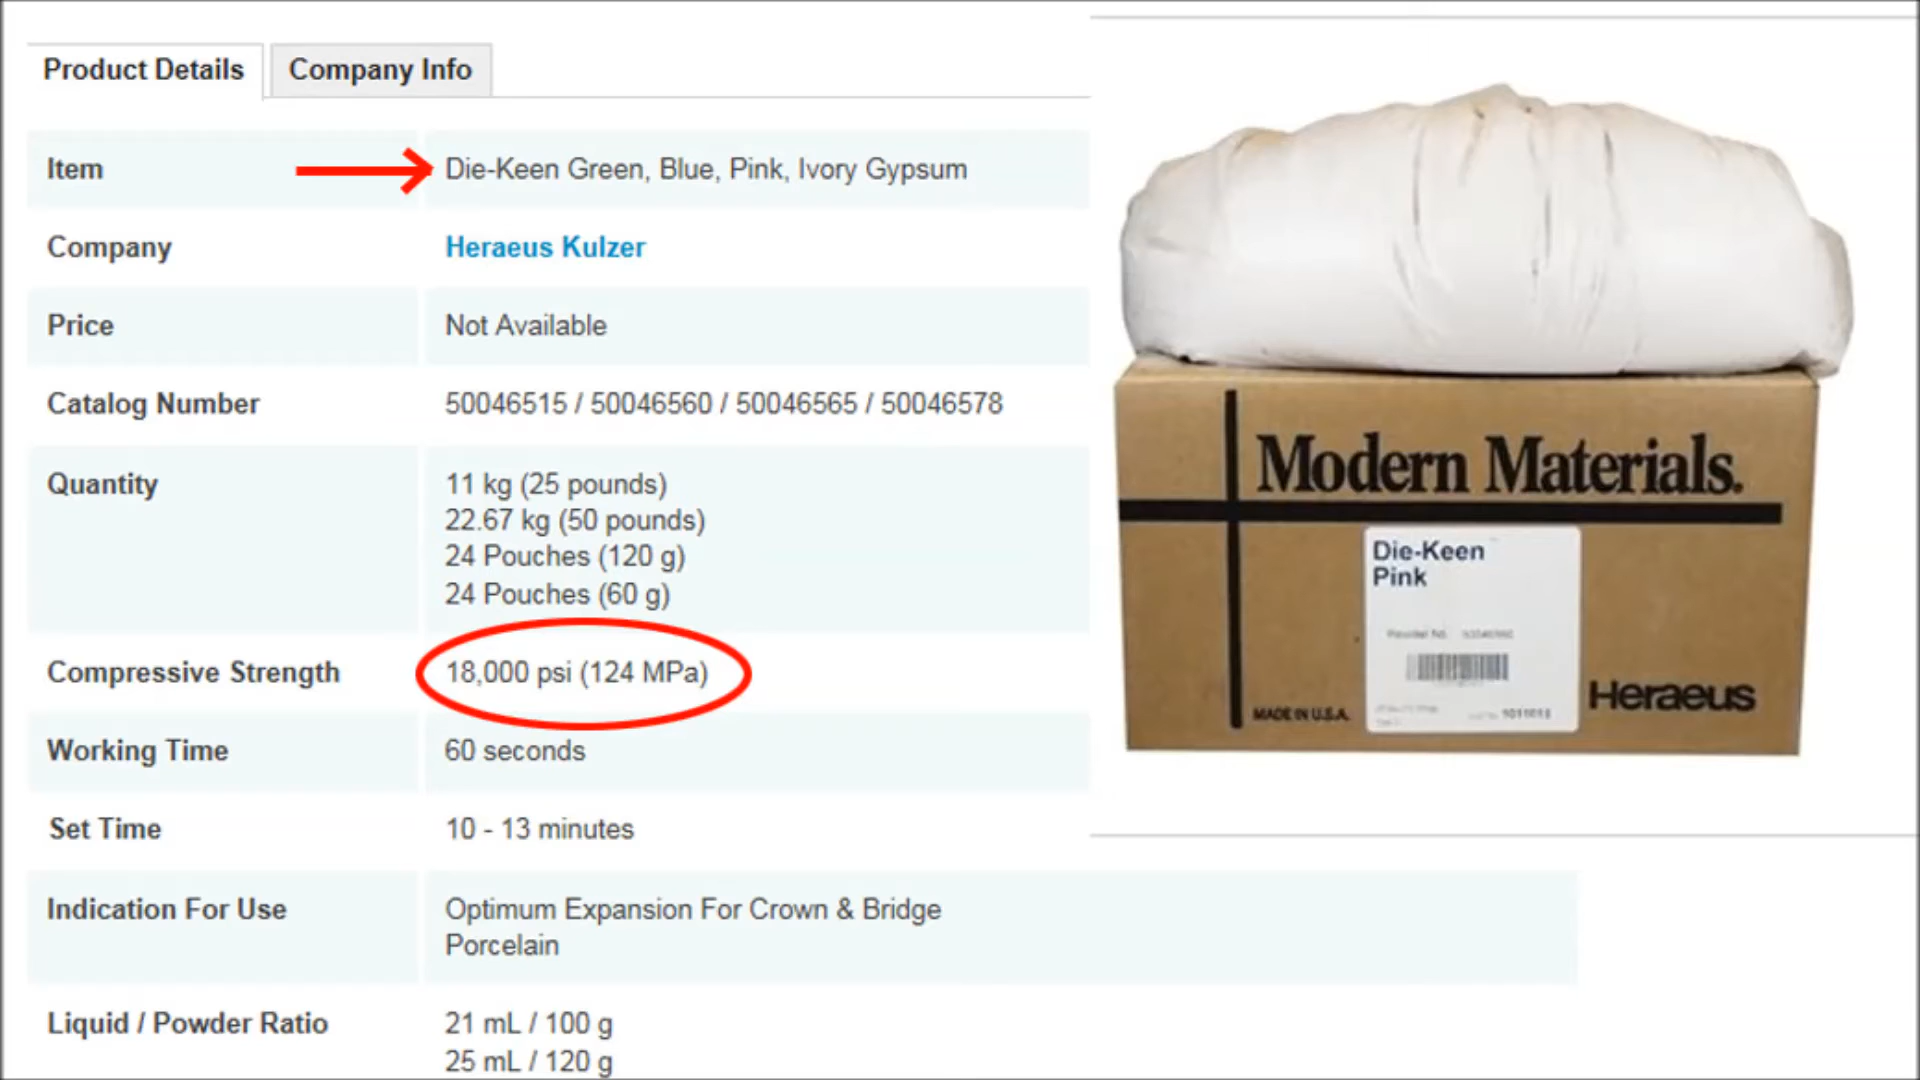 Product Details
Company Info
Item
Die-Keen Green, Blue, Pink, Ivory Gypsum
Company
Heraeus Kulzer
Price
Not Available
Catalog Number
50046515 / 50046560 / 50046565 / 50046578
Quantity
11 kg (25 pounds)
22.67 kg (50 pounds)
24 Pouches (120 g)
24 Pouches (60 g)
Compressive Strength
18,000 psi (124 MPa)
Working Time
60 seconds
Set Time
10 - 13 minutes
Indication For Use
Optimum Expansion For Crown & Bridge
Porcelain
Liquid / Powder Ratio
21 mL / 100 g
25 mL / 120 g
Modern Materials.
Die-Keen
Pink
MADE IN U.S.A.
Heraeus